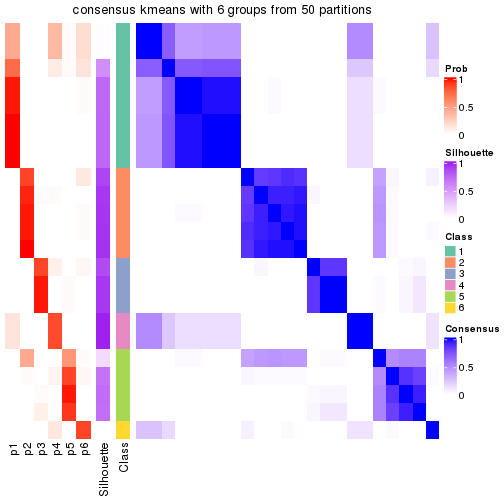 consensus kmeans with 6 groups from 50 partitions
Prob
1
0.5
0
Silhouette
1
0.5
0
Class
1
2
3
4
5
6
Consensus
1
0.5
0
p1
p2
p3
p4
p5
p6
Silhouette
Class